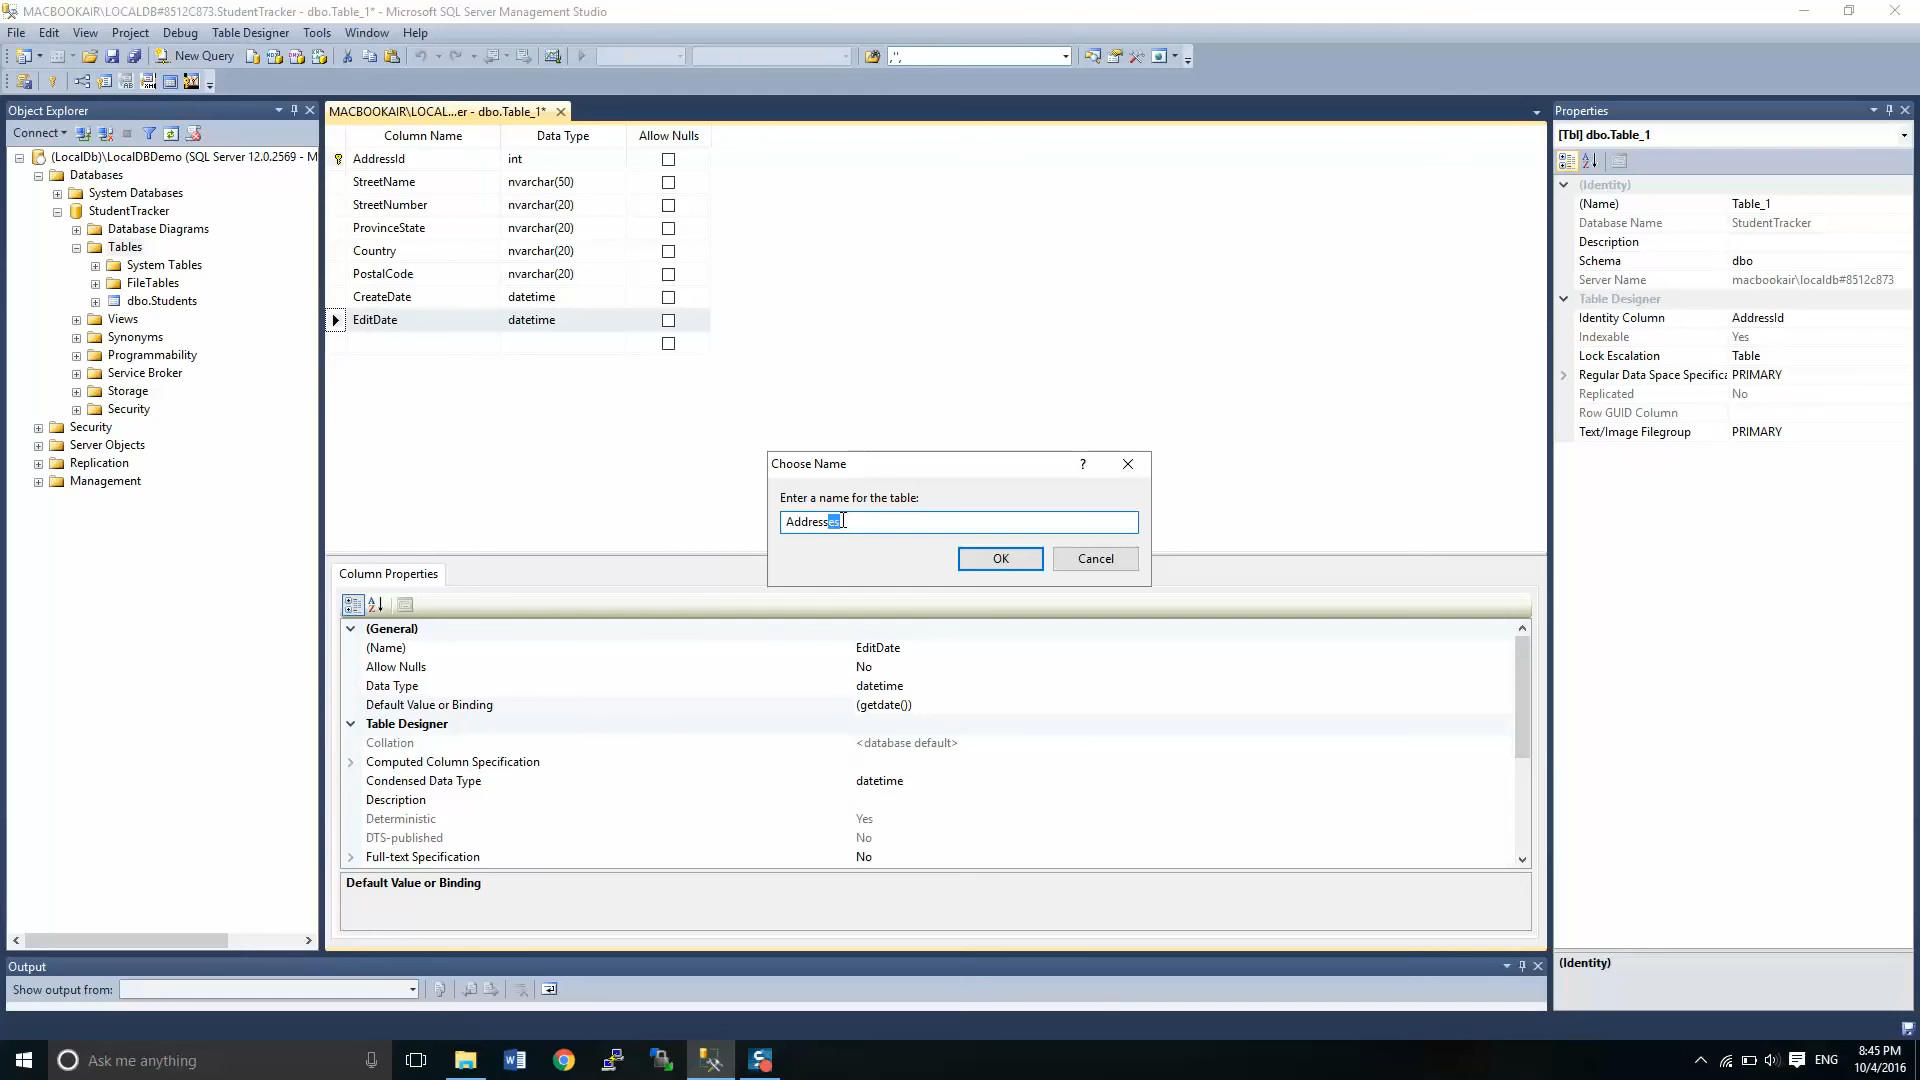 MACBOOKAIR\LOCALDB#8512C873.StudentTracker - dbo.Table_1* - Microsoft SQL Server Management Studio
File Edit View Project Debug Table Designer Tools Window Help
New Query , ',
Object Explorer
Connect
(LocalDb)\LocalDBDemo (SQL Server 12.0.2569 - M
Databases
System Databases
StudentTracker
Database Diagrams
Tables
System Tables
FileTables
dbo.Students
Views
Synonyms
Programmability
Service Broker
Storage
Security
Security
Server Objects
Replication
Management
MACBOOKAIR\LOCAL...er - dbo.Table_1*
Column Name Data Type Allow Nulls
AddressId int
StreetName nvarchar(50)
StreetNumber nvarchar(20)
ProvinceState nvarchar(20)
Country nvarchar(20)
PostalCode nvarchar(20)
CreateDate datetime
EditDate datetime
Choose Name ?
Enter a name for the table:
Addresses
OK Cancel
Column Properties
(General)
(Name) EditDate
Allow Nulls No
Data Type datetime
Default Value or Binding (getdate())
Table Designer
Collation <database default>
Computed Column Specification
Condensed Data Type datetime
Description
Deterministic Yes
DTS-published No
Full-text Specification No
Default Value or Binding
Properties
[Tbl] dbo.Table_1
(Identity)
(Name) Table_1
Database Name StudentTracker
Description
Schema dbo
Server Name macbookair\localdb#8512c873
Table Designer
Identity Column AddressId
Indexable Yes
Lock Escalation Table
Regular Data Space Specifica PRIMARY
Replicated No
Row GUID Column
Text/Image Filegroup PRIMARY
(Identity)
Output
Show output from:
Ask me anything
ENG
8:45 PM
10/4/2016